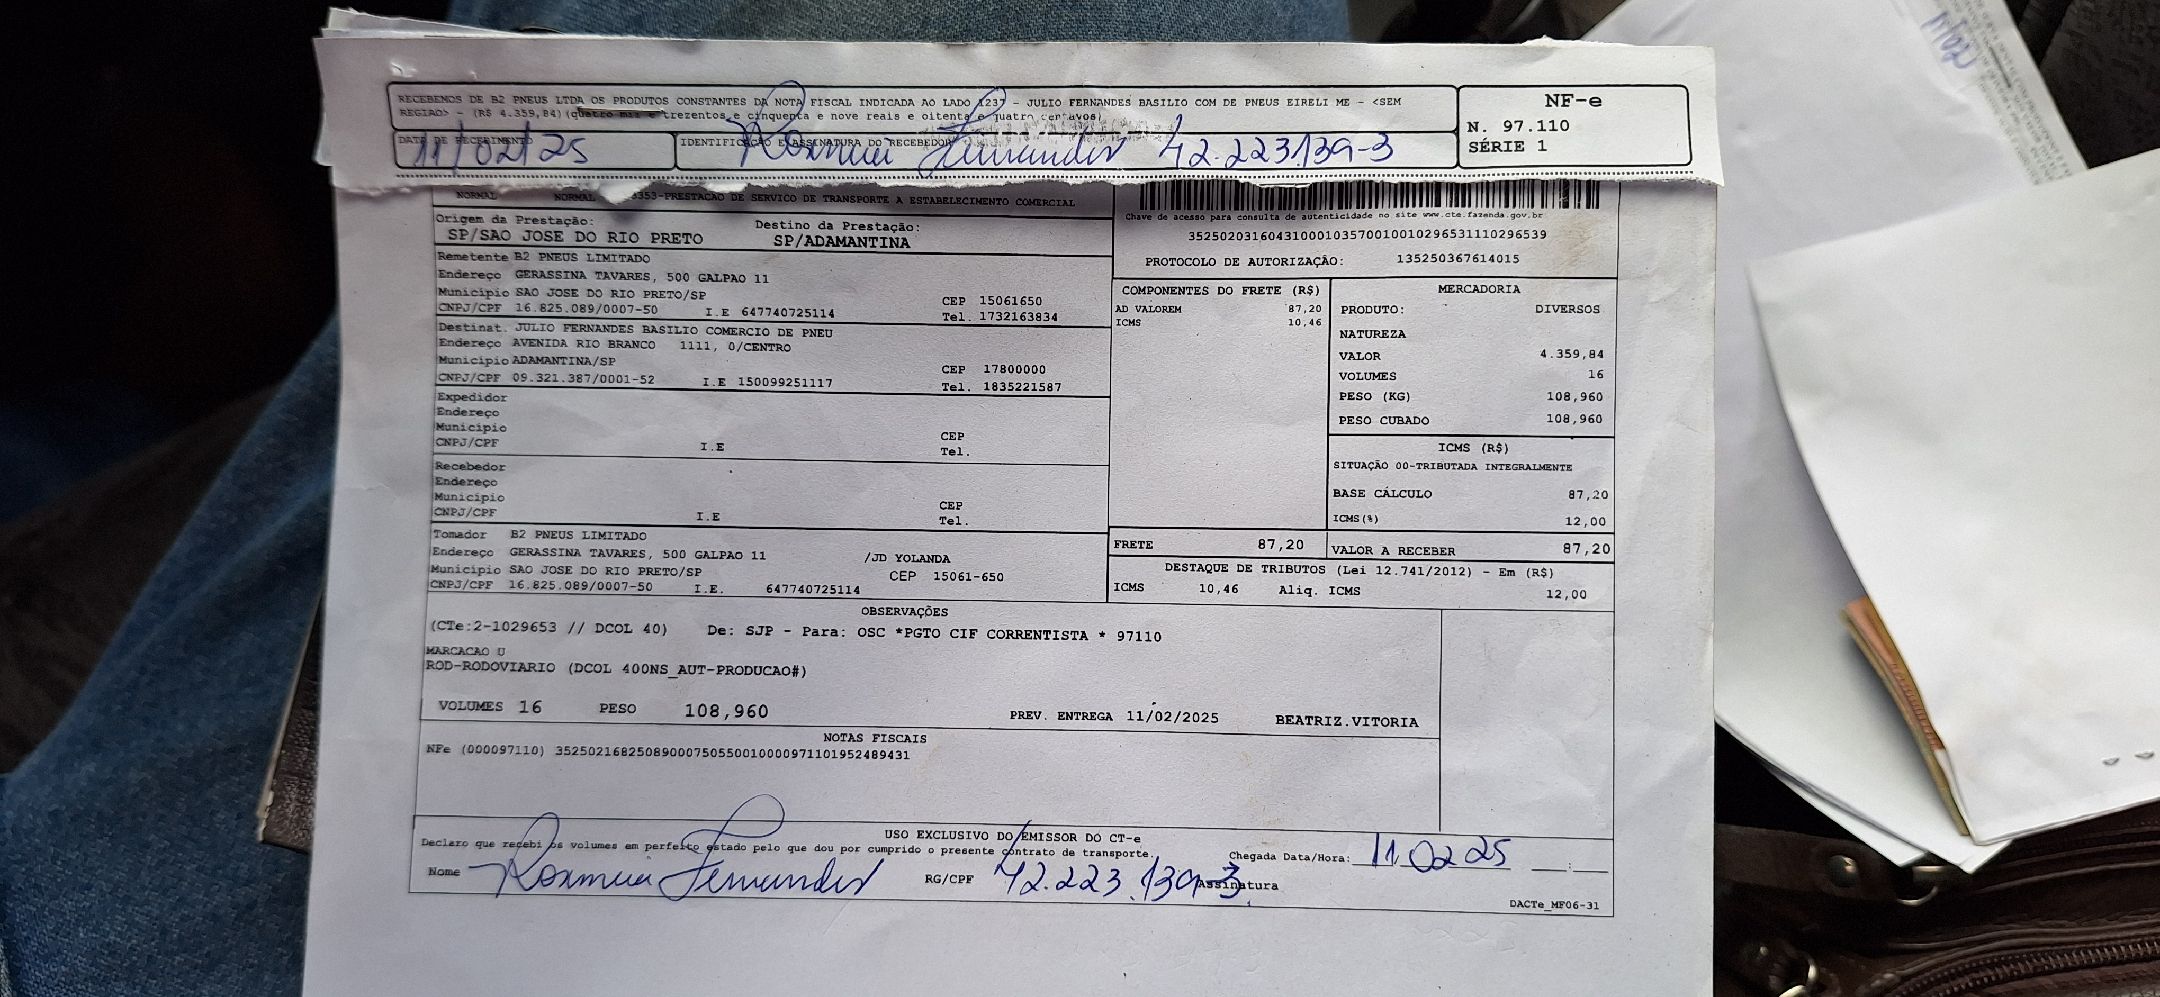 RECEBEMOS DE B2 PNEUS LTDA OS PRODUTOS CONSTANTES DA NOTA FISCAL INDICADA AO LADO 1237 - JULIO FERNANDES BASILIO COM DE PNEUS EIRELI ME - <SEM
REGIAO> - (R$ 4.359,84) (quatro mil e trezentos e cinquenta e nove reais e oitenta e quatro centavos)
DATA DE RECEBIMENTO
11/02/25
IDENTIFICAÇÃO E ASSINATURA DO RECEBEDOR
Fernandes 42.223.139-3
NF-e
N. 97.110
SÉRIE 1
NORMAL NORMAL 5353-PRESTACAO DE SERVICO DE TRANSPORTE A ESTABELECIMENTO COMERCIAL
Origem da Prestação:
SP/SAO JOSE DO RIO PRETO
Destino da Prestação:
SP/ADAMANTINA
Chave de acesso para consulta de autenticidade no site www.cte.fazenda.gov.br
35250203160431000103570010010296531110296539
PROTOCOLO DE AUTORIZAÇÃO: 135250367614015
Remetente B2 PNEUS LIMITADO
Endereço GERASSINA TAVARES, 500 GALPAO 11
Município SAO JOSE DO RIO PRETO/SP CEP 15061650
CNPJ/CPF 16.825.089/0007-50 I.E 647740725114 Tel. 1732163834
Destinat. JULIO FERNANDES BASILIO COMERCIO DE PNEU
Endereço AVENIDA RIO BRANCO 1111, 0/CENTRO
Município ADAMANTINA/SP CEP 17800000
CNPJ/CPF 09.321.387/0001-52 I.E 150099251117 Tel. 1835221587
Expedidor
Endereço
Município CEP
CNPJ/CPF I.E Tel.
Recebedor
Endereço
Município CEP
CNPJ/CPF I.E Tel.
Tomador B2 PNEUS LIMITADO
Endereço GERASSINA TAVARES, 500 GALPAO 11 /JD YOLANDA
Município SAO JOSE DO RIO PRETO/SP CEP 15061-650
CNPJ/CPF 16.825.089/0007-50 I.E. 647740725114
COMPONENTES DO FRETE (R$)
AD VALOREM 87,20
ICMS 10,46
MERCADORIA
PRODUTO: DIVERSOS
NATUREZA
VALOR 4.359,84
VOLUMES 16
PESO (KG) 108,960
PESO CUBADO 108,960
ICMS (R$)
SITUAÇÃO 00-TRIBUTADA INTEGRALMENTE
BASE CÁLCULO 87,20
ICMS(%) 12,00
FRETE 87,20
VALOR A RECEBER 87,20
DESTAQUE DE TRIBUTOS (Lei 12.741/2012) - Em (R$)
ICMS 10,46 Aliq. ICMS 12,00
OBSERVAÇÕES
(CTe:2-1029653 // DCOL 40) De: SJP - Para: OSC *PGTO CIF CORRENTISTA * 97110
MARCACAO U
ROD-RODOVIARIO (DCOL 400NS_AUT-PRODUCAO#)
VOLUMES 16 PESO 108,960 PREV. ENTREGA 11/02/2025 BEATRIZ.VITORIA
NOTAS FISCAIS
NFe (000097110) 35250216825089000750550010000971101952489431
USO EXCLUSIVO DO EMISSOR DO CT-e
Declaro que recebi os volumes em perfeito estado pelo que dou por cumprido o presente contrato de transporte.
Chegada Data/Hora: 11.02 25 __:__
Nome Fernandes RG/CPF 42.223.139-3 Assinatura
DACTe_MF06-31